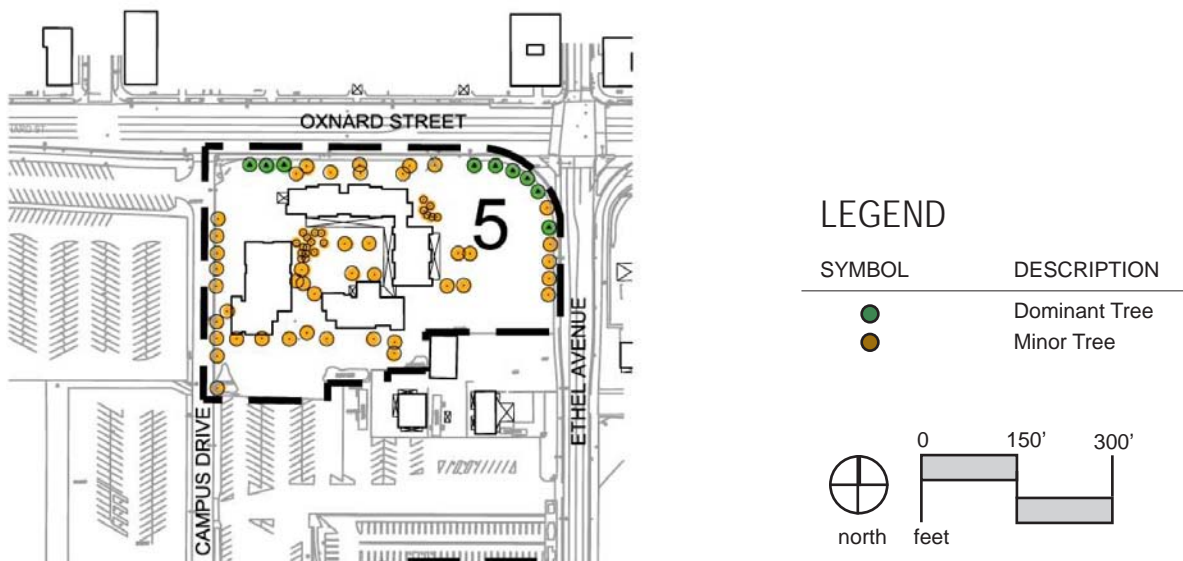 OXNARD STREET
5
CAMPUS DRIVE
ETHEL AVENUE
LEGEND
SYMBOL DESCRIPTION
Dominant Tree
Minor Tree
0 150' 300'
north feet